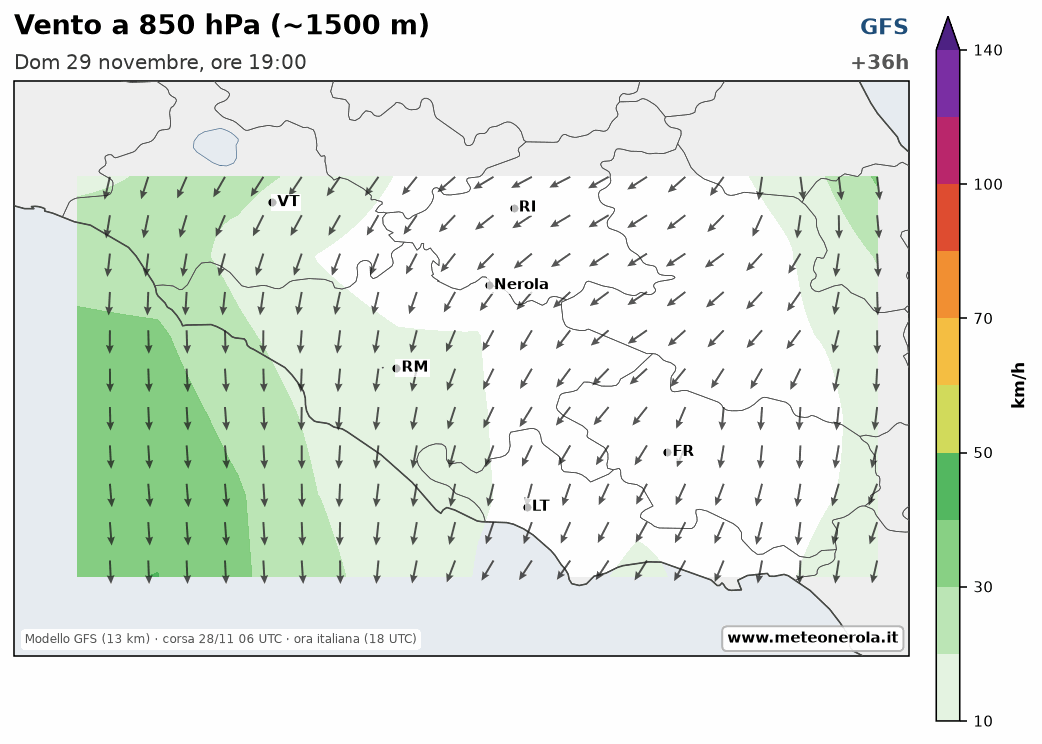 Vento a 850 hPa (~1500 m)
GFS
Dom 29 novembre, ore 19:00
+36h
140
VT
RI
100
Nerola
70
km/h
RM
50
FR
LT
30
Modello GFS (13 km) · corsa 28/11 06 UTC · ora italiana (18 UTC)
www.meteonerola.it
10